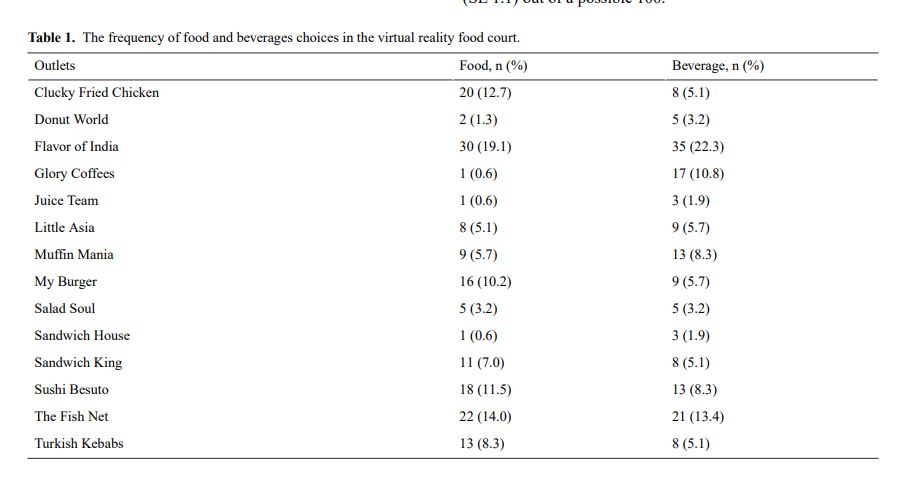 (SE 1.1) out of a possible 100.
Table 1. The frequency of food and beverages choices in the virtual reality food court.
Outlets Food, n (%) Beverage, n (%)
Clucky Fried Chicken 20 (12.7) 8 (5.1)
Donut World 2 (1.3) 5 (3.2)
Flavor of India 30 (19.1) 35 (22.3)
Glory Coffees 1 (0.6) 17 (10.8)
Juice Team 1 (0.6) 3 (1.9)
Little Asia 8 (5.1) 9 (5.7)
Muffin Mania 9 (5.7) 13 (8.3)
My Burger 16 (10.2) 9 (5.7)
Salad Soul 5 (3.2) 5 (3.2)
Sandwich House 1 (0.6) 3 (1.9)
Sandwich King 11 (7.0) 8 (5.1)
Sushi Besuto 18 (11.5) 13 (8.3)
The Fish Net 22 (14.0) 21 (13.4)
Turkish Kebabs 13 (8.3) 8 (5.1)